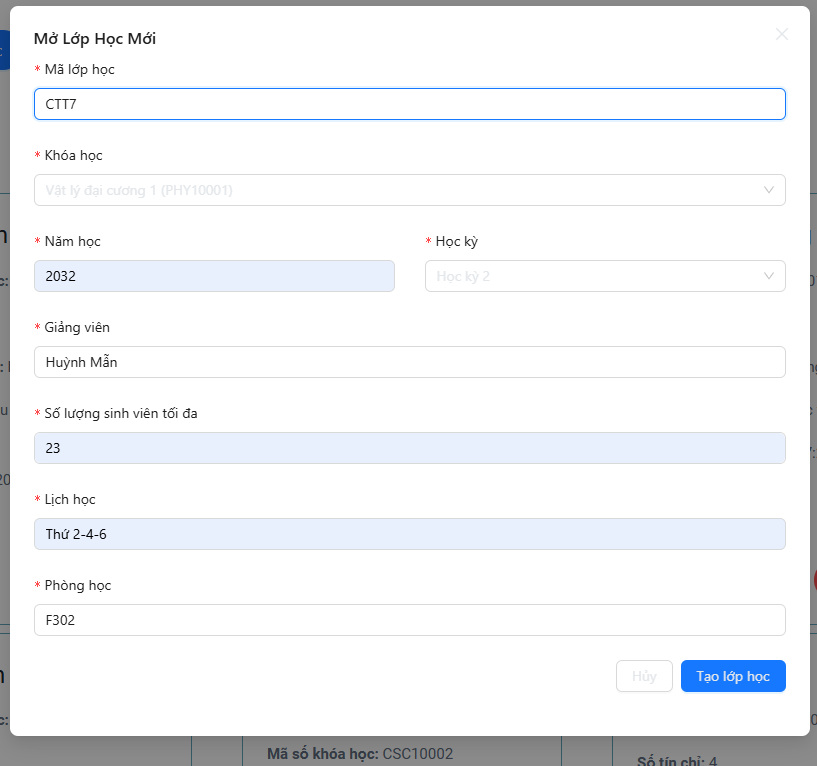 Mở Lớp Học Mới
* Mã lớp học
CTT7
* Khóa học
Vật lý đại cương 1 (PHY10001)
* Năm học
* Học kỳ
2032
Học kỳ 2
* Giảng viên
Huỳnh Mẫn
* Số lượng sinh viên tối đa
23
* Lịch học
Thứ 2-4-6
* Phòng học
F302
Hủy
Tạo lớp học
Mã số khóa học: CSC10002
Số tín chỉ: 4